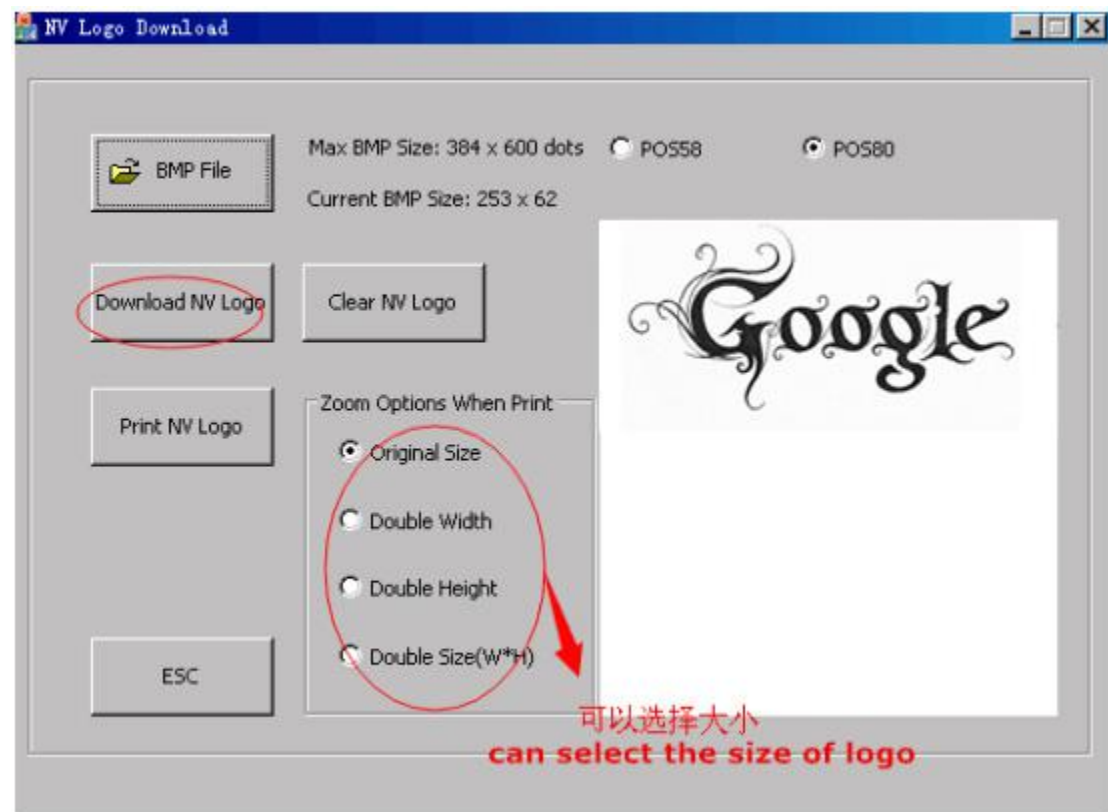 NV Logo Download
BMP File
Max BMP Size: 384 x 600 dots
POS58
POS80
Current BMP Size: 253 x 62
Google
Download NV Logo
Clear NV Logo
Print NV Logo
Zoom Options When Print
Original Size
Double Width
Double Height
Double Size(W*H)
ESC
可以选择大小
can select the size of logo